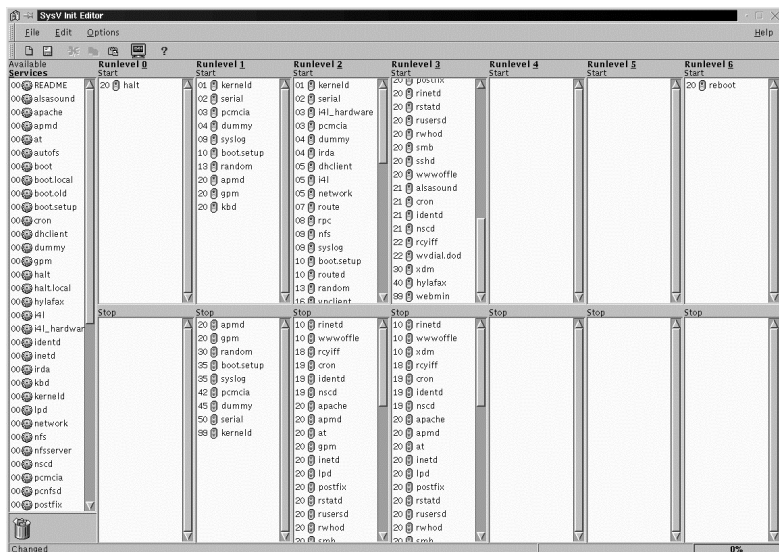 SysV Init Editor
File Edit Options Help
?
Available
Services
00 README
00 alsasound
00 apache
00 apmd
00 at
00 autofs
00 boot
00 boot.local
00 boot.old
00 boot.setup
00 cron
00 dhclient
00 dummy
00 gpm
00 halt
00 halt.local
00 hylafax
00 i4l
00 i4l_hardwar
00 identd
00 inetd
00 irda
00 kbd
00 kerneld
00 lpd
00 network
00 nfs
00 nfsserver
00 nscd
00 pcmcia
00 pcnfsd
00 postfix
Runlevel 0
Start
20 halt
Stop
Runlevel 1
Start
01 kerneld
02 serial
03 pcmcia
04 dummy
09 syslog
10 boot.setup
13 random
20 apmd
20 gpm
20 kbd
Stop
20 apmd
20 gpm
30 random
35 boot.setup
35 syslog
42 pcmcia
45 dummy
50 serial
99 kerneld
Runlevel 2
Start
01 kerneld
02 serial
03 i4l_hardware
03 pcmcia
04 dummy
04 irda
05 dhclient
05 i4l
05 network
07 route
08 rpc
09 nfs
09 syslog
10 boot.setup
10 routed
13 random
16 vpnclient
Stop
10 rinetd
10 wwwoffle
18 rcyiff
19 cron
19 identd
19 nscd
20 apache
20 apmd
20 at
20 gpm
20 inetd
20 lpd
20 postfix
20 rstatd
20 rusersd
20 rwhod
20 smb
Runlevel 3
Start
20 postfix
20 rinetd
20 rstatd
20 rusersd
20 rwhod
20 smb
20 sshd
20 wwwoffle
21 alsasound
21 cron
21 identd
21 nscd
22 rcyiff
22 wvdial.dod
30 xdm
40 hylafax
99 webmin
Stop
10 rinetd
10 wwwoffle
10 xdm
18 rcyiff
19 cron
19 identd
19 nscd
20 apache
20 apmd
20 at
20 inetd
20 lpd
20 postfix
20 rstatd
20 rusersd
20 rwhod
20 smb
Runlevel 4
Start
Stop
Runlevel 5
Start
Stop
Runlevel 6
Start
20 reboot
Stop
Changed
0%